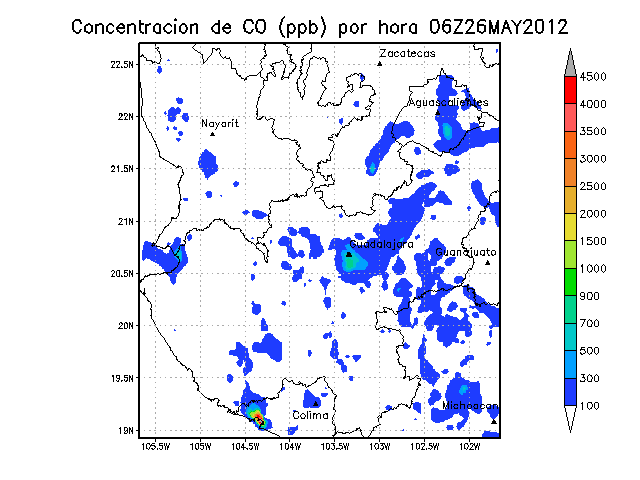 Concentracion de CO (ppb) por hora 06Z26MAY2012
Zacatecas
22.5N
Aguascalientes
22N
Nayarit
21.5N
21N
Guadalajara
Guanajuato
20.5N
20N
19.5N
Michoacan
Colima
19N
105.5W 105W 104.5W 104W 103.5W 103W 102.5W 102W
4500
4000
3500
3000
2500
2000
1500
1000
900
700
500
300
100